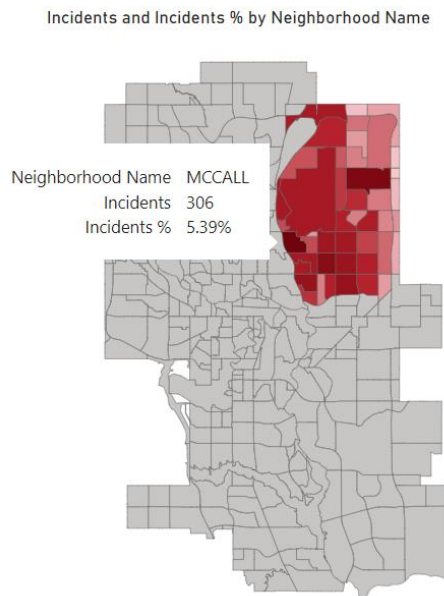 Incidents and Incidents % by Neighborhood Name
Neighborhood Name MCCALL
Incidents 306
Incidents % 5.39%